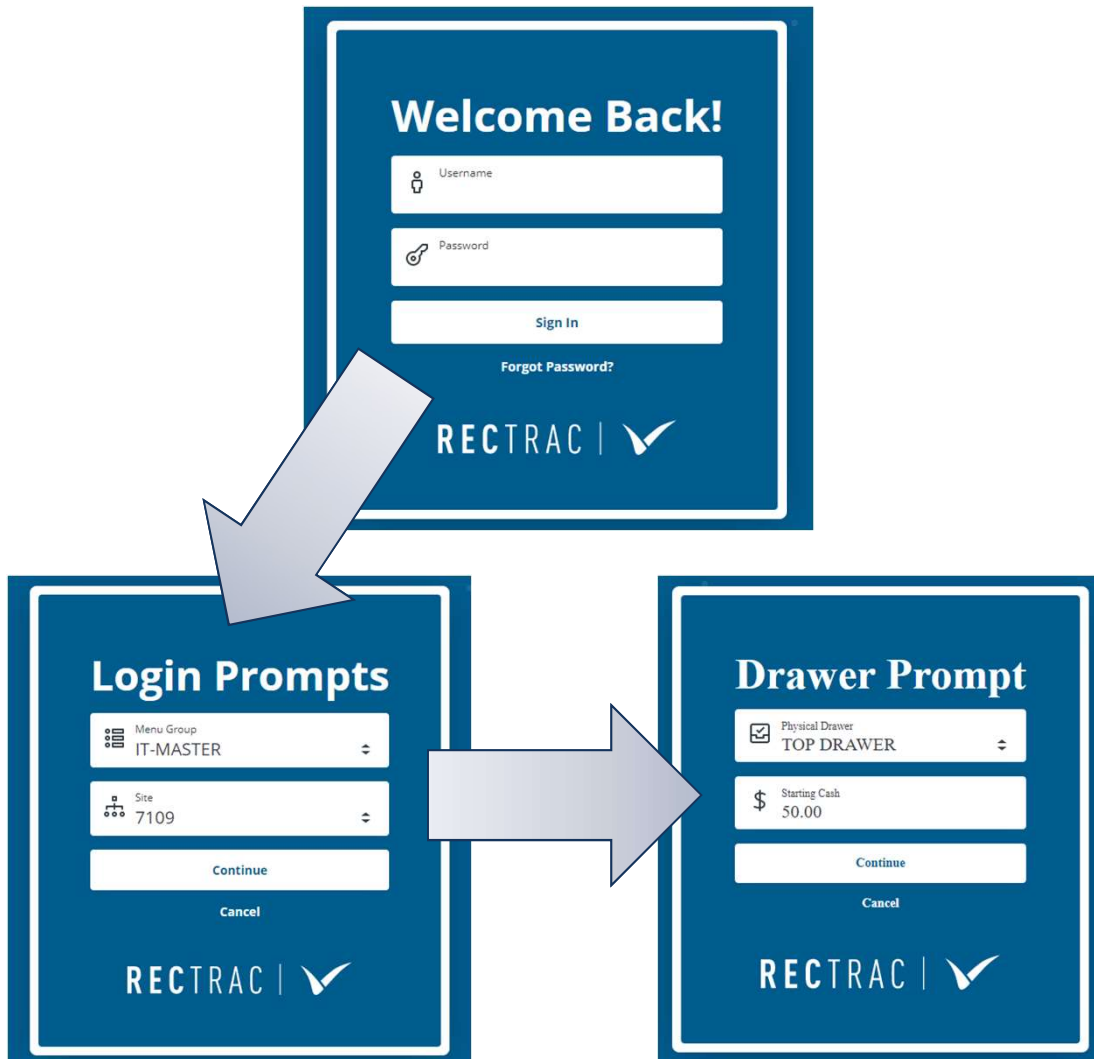 Welcome Back!
Username
Password
Sign In
Forgot Password?
RECTRAC
Login Prompts
Menu Group
IT-MASTER
Site
7109
Continue
Cancel
RECTRAC
Drawer Prompt
Physical Drawer
TOP DRAWER
Starting Cash
50.00
Continue
Cancel
RECTRAC